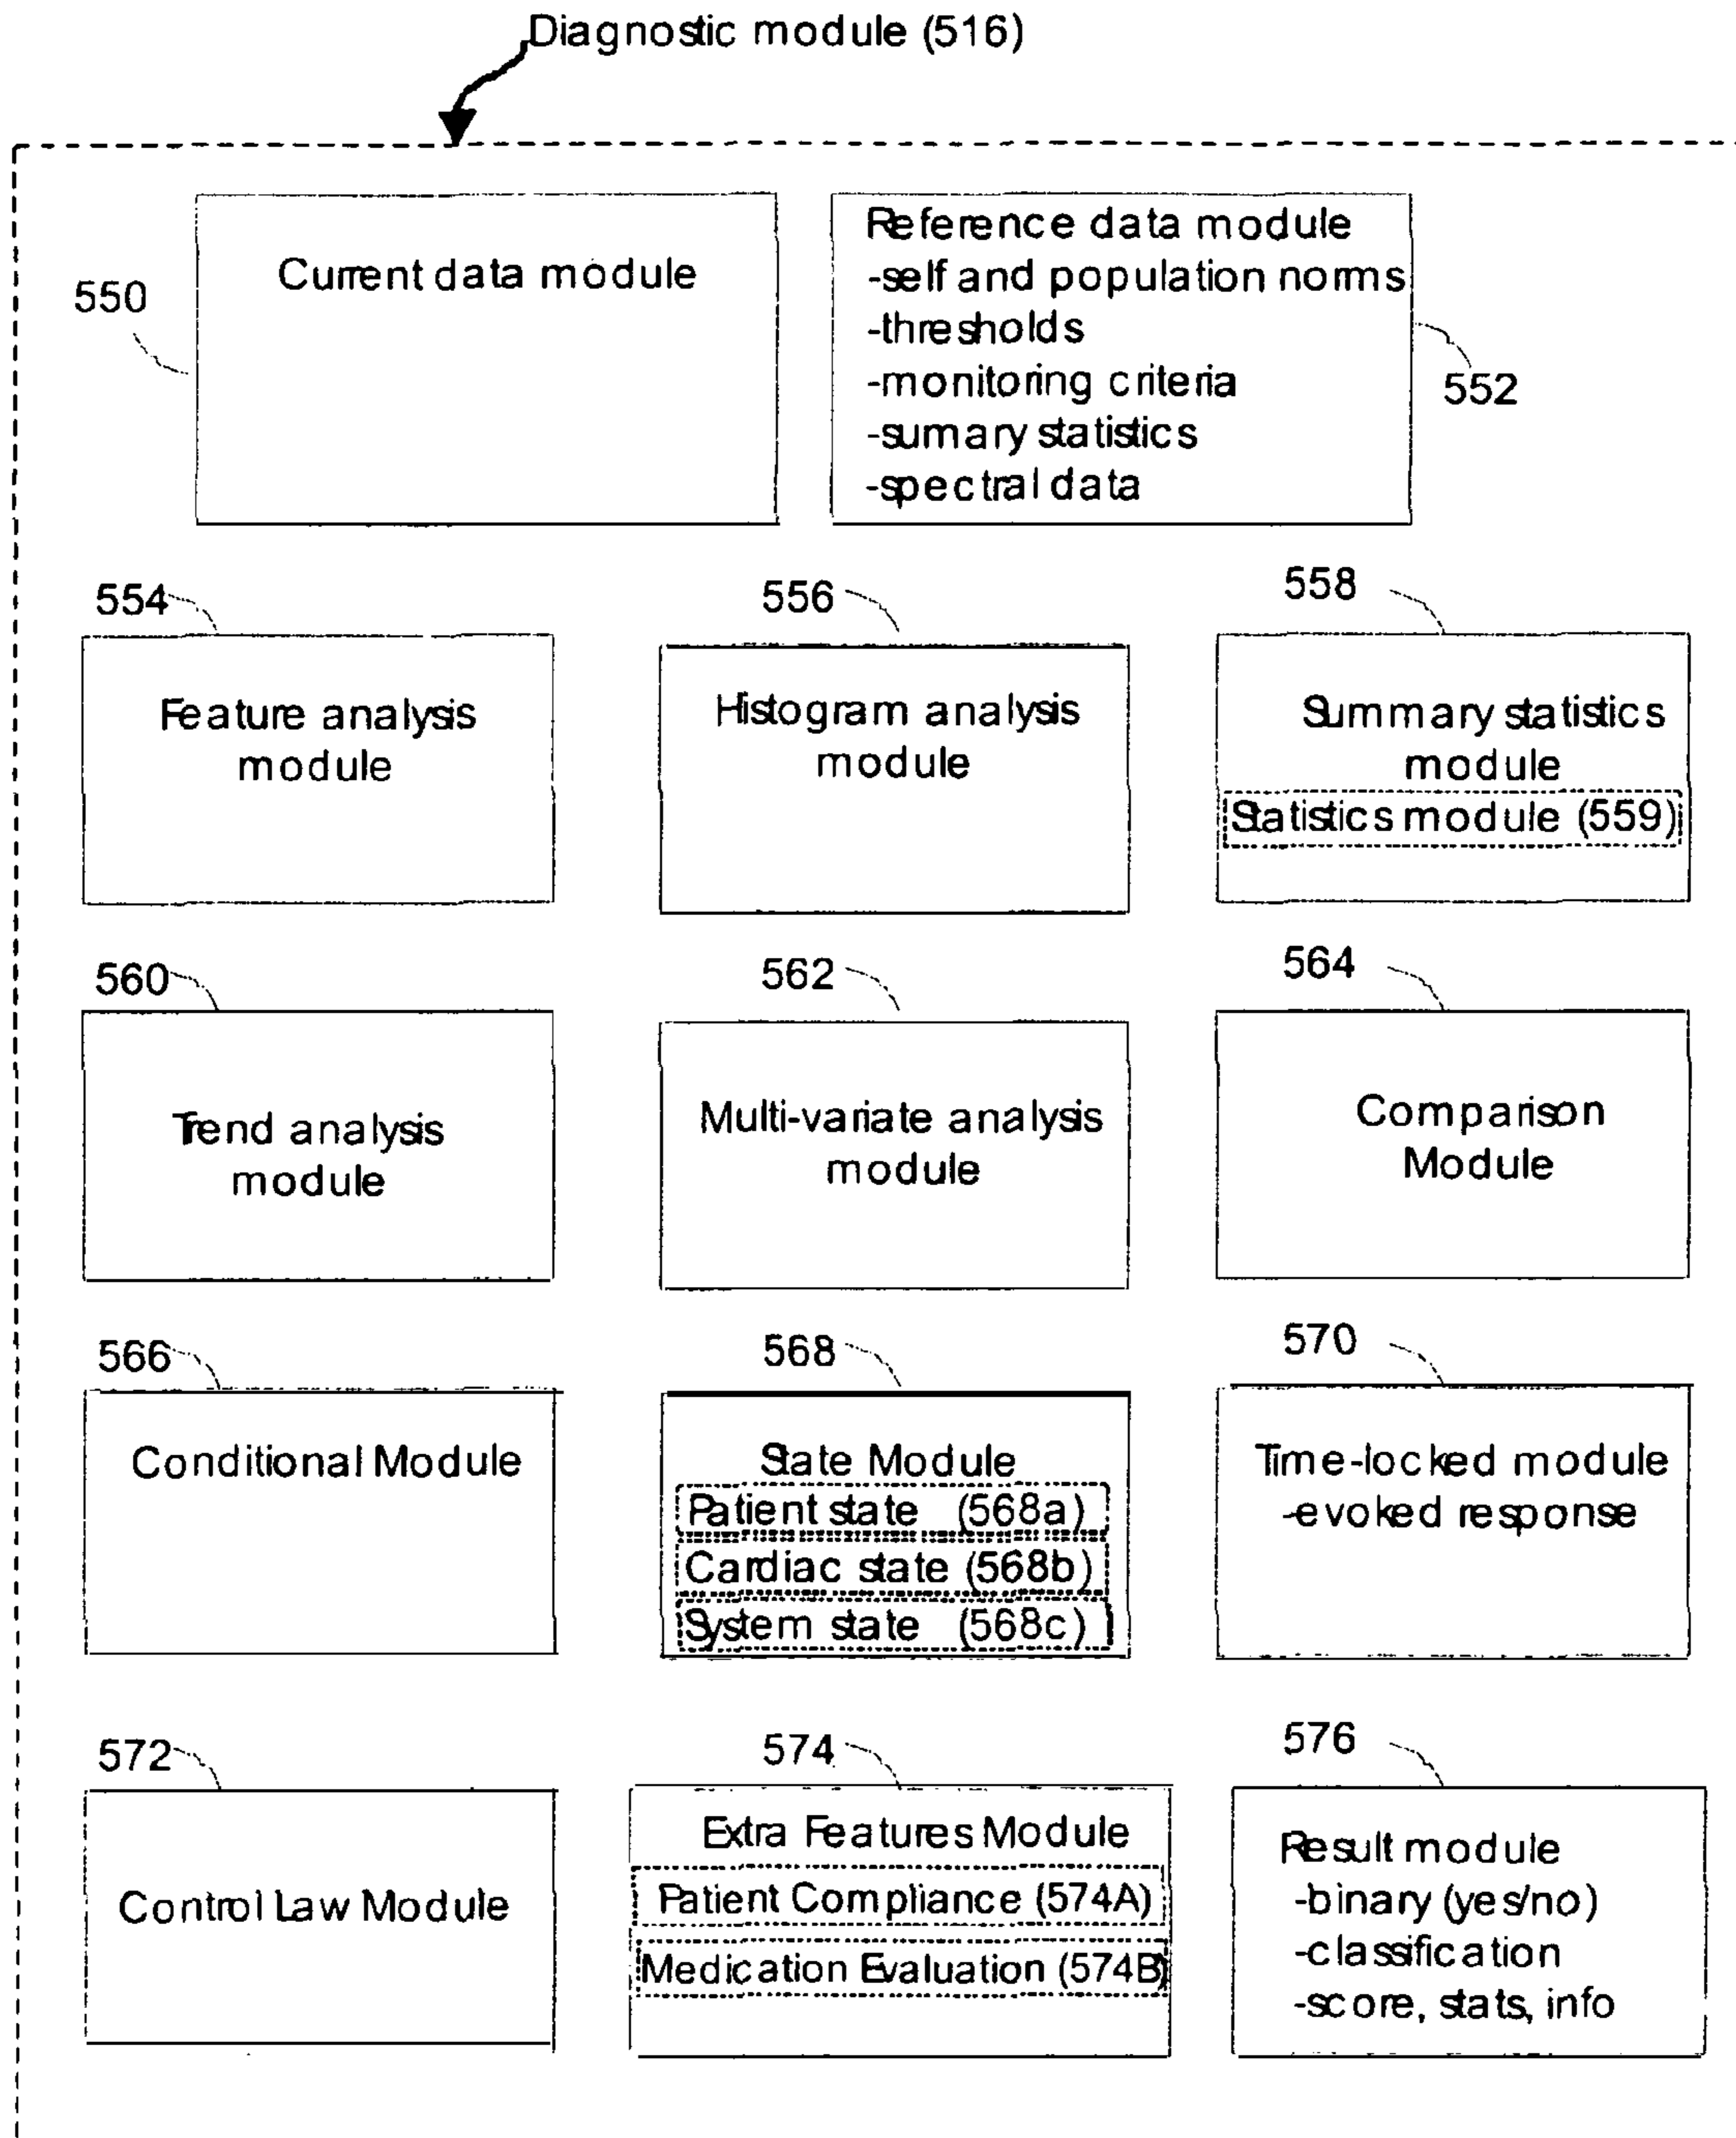 Diagnostic module (516)
550
Current data module
Reference data module
-self and population norms
-thresholds
-monitoring criteria
-sumary statistics
-spectral data
552
554
Feature analysis
module
556
Histogram analysis
module
558
Summary statistics
module
Statistics module (559)
560
Trend analysis
module
562
Multi-variate analysis
module
564
Comparison
Module
566
Conditional Module
568
State Module
Patient state (568a)
Cardiac state (568b)
System state (568c)
570
Time-locked module
-evoked response
572
Control Law Module
574
Extra Features Module
Patient Compliance (574A)
Medication Evaluation (574B)
576
Result module
-binary (yes/no)
-classification
-score, stats, info